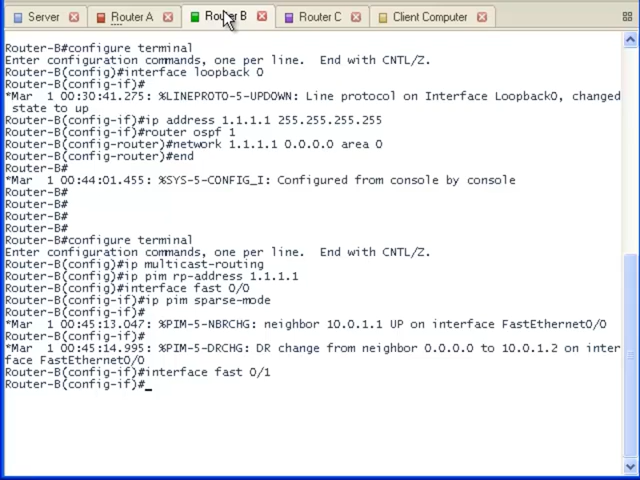 Server
Router A
Router B
Router C
Client Computer
Router-B#configure terminal
Enter configuration commands, one per line.  End with CNTL/Z.
Router-B(config)#interface loopback 0
Router-B(config-if)#
*Mar  1 00:30:41.275: %LINEPROTO-5-UPDOWN: Line protocol on Interface Loopback0, changed
 state to up
Router-B(config-if)#ip address 1.1.1.1 255.255.255.255
Router-B(config-if)#router ospf 1
Router-B(config-router)#network 1.1.1.1 0.0.0.0 area 0
Router-B(config-router)#end
Router-B#
*Mar  1 00:44:01.455: %SYS-5-CONFIG_I: Configured from console by console
Router-B#
Router-B#
Router-B#
Router-B#
Router-B#configure terminal
Enter configuration commands, one per line.  End with CNTL/Z.
Router-B(config)#ip multicast-routing
Router-B(config)#ip pim rp-address 1.1.1.1
Router-B(config)#interface fast 0/0
Router-B(config-if)#ip pim sparse-mode
Router-B(config-if)#
*Mar  1 00:45:13.047: %PIM-5-NBRCHG: neighbor 10.0.1.1 UP on interface FastEthernet0/0
Router-B(config-if)#
*Mar  1 00:45:14.995: %PIM-5-DRCHG: DR change from neighbor 0.0.0.0 to 10.0.1.2 on inter
face FastEthernet0/0
Router-B(config-if)#interface fast 0/1
Router-B(config-if)#_